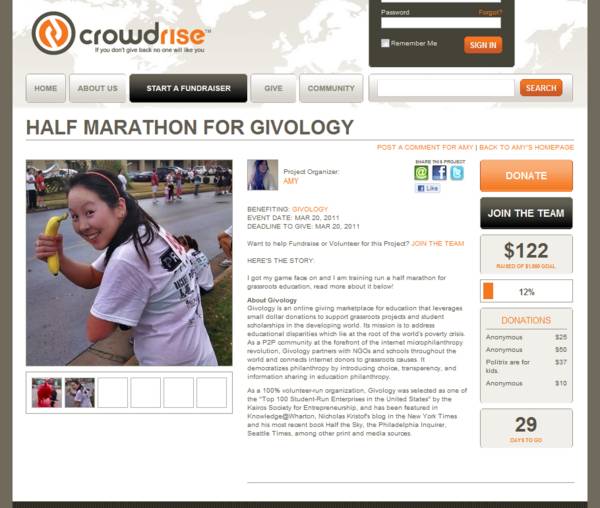 Password
Forgot?
Remember Me
SIGN IN
crowdrise™
If you don't give back no one will like you
HOME
ABOUT US
START A FUNDRAISER
GIVE
COMMUNITY
SEARCH
HALF MARATHON FOR GIVOLOGY
POST A COMMENT FOR AMY | BACK TO AMY'S HOMEPAGE
Project Organizer:
AMY
SHARE THIS PROJECT
Like
BENEFITING: GIVOLOGY
EVENT DATE: MAR 20, 2011
DEADLINE TO GIVE: MAR 20, 2011
Want to help Fundraise or Volunteer for this Project? JOIN THE TEAM
HERE'S THE STORY:
I got my game face on and I am training run a half marathon for
grassroots education, read more about it below!
About Givology
Givology is an online giving marketplace for education that leverages
small dollar donations to support grassroots projects and student
scholarships in the developing world. Its mission is to address
educational disparities which lie at the root of the world's poverty crisis.
As a P2P community at the forefront of the internet microphilanthropy
revolution, Givology partners with NGOs and schools throughout the
world and connects internet donors to grassroots causes. It
democratizes philanthropy by introducing choice, transparency, and
information sharing in education philanthropy.
As a 100% volunteer-run organization, Givology was selected as one of
the "Top 100 Student-Run Enterprises in the United States" by the
Kairos Society for Entrepreneurship, and has been featured in
Knowledge@Wharton, Nicholas Kristof's blog in the New York Times
and his most recent book Half the Sky, the Philadelphia Inquirer,
Seattle Times, among other print and media sources.
DONATE
JOIN THE TEAM
$122
RAISED OF $1,000 GOAL
12%
DONATIONS
Anonymous $25
Anonymous $50
Politrix are for kids. $37
Anonymous $10
29
DAYS TO GO